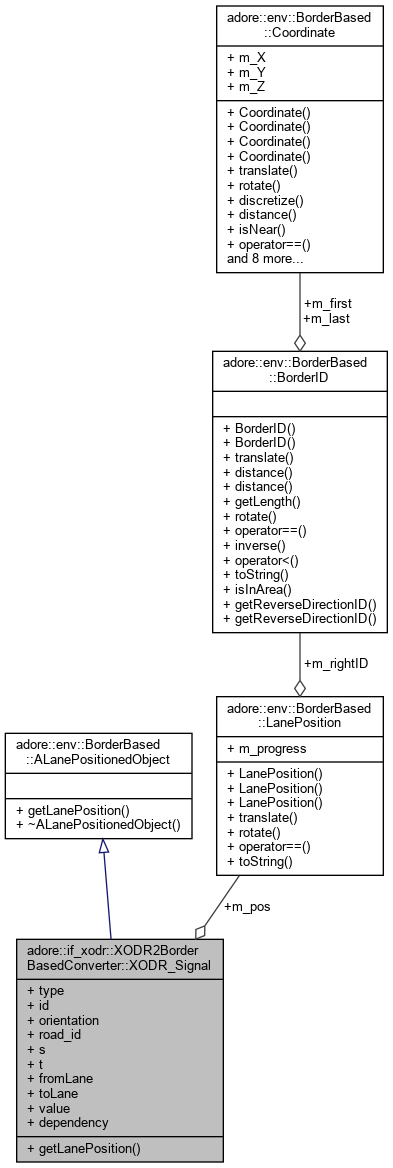 adore::env::BorderBased
::Coordinate
+ m_X
+ m_Y
+ m_Z
+ Coordinate()
+ Coordinate()
+ Coordinate()
+ Coordinate()
+ translate()
+ rotate()
+ discretize()
+ distance()
+ isNear()
+ operator==()
and 8 more...
+m_first
+m_last
adore::env::BorderBased
::BorderID
+ BorderID()
+ BorderID()
+ translate()
+ distance()
+ distance()
+ getLength()
+ rotate()
+ operator==()
+ inverse()
+ operator<()
+ toString()
+ isInArea()
+ getReverseDirectionID()
+ getReverseDirectionID()
+m_rightID
adore::env::BorderBased
::LanePosition
+ m_progress
+ LanePosition()
+ LanePosition()
+ LanePosition()
+ translate()
+ rotate()
+ operator==()
+ toString()
adore::env::BorderBased
::ALanePositionedObject
+ getLanePosition()
+ ~ALanePositionedObject()
+m_pos
adore::if_xodr::XODR2Border
BasedConverter::XODR_Signal
+ type
+ id
+ orientation
+ road_id
+ s
+ t
+ fromLane
+ toLane
+ value
+ dependency
+ getLanePosition()